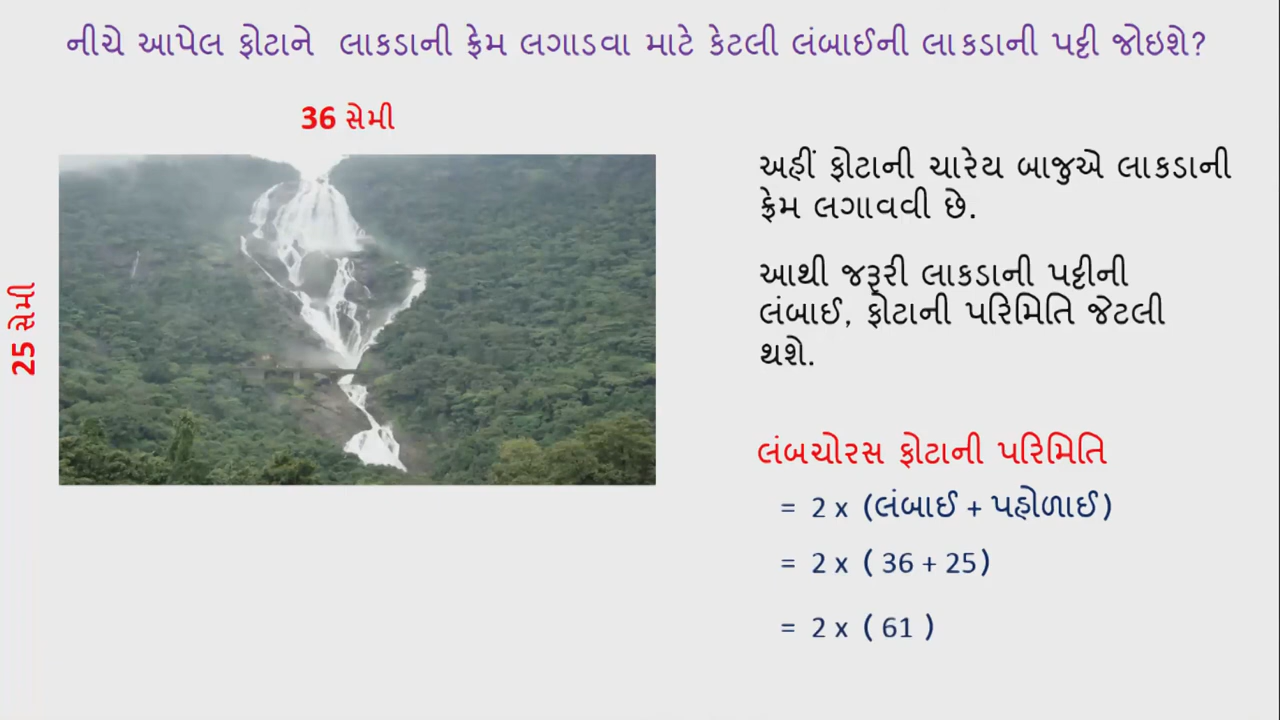 નીચે આપેલ ફોટાને લાકડાની ફ્રેમ લગાડવા માટે કેટલી લંબાઈની લાકડાની પટ્ટી જોઇશે?
36 સેમી
25 સેમી
અહીં ફોટાની ચારેય બાજુએ લાકડાની
ફ્રેમ લગાવવી છે.
આથી જરૂરી લાકડાની પટ્ટીની
લંબાઈ, ફોટાની પરિમિતિ જેટલી
થશે.
લંબચોરસ ફોટાની પરિમિતિ
= 2 x (લંબાઈ + પહોળાઈ)
= 2 x ( 36 + 25)
= 2 x ( 61 )